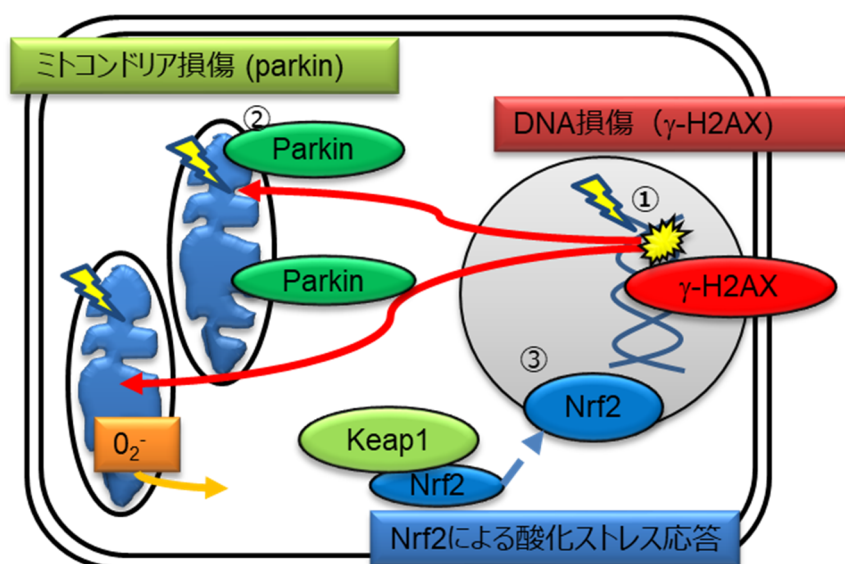 ミトコンドリア損傷 (parkin)
DNA損傷 (γ-H2AX)
②
Parkin
①
Parkin
γ-H2AX
③
Nrf2
O₂⁻
Keap1
Nrf2
Nrf2による酸化ストレス応答